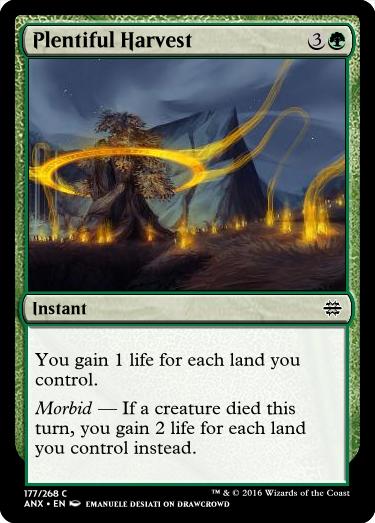 Plentiful Harvest 3
Instant
You gain 1 life for each land you
control.
Morbid — If a creature died this
turn, you gain 2 life for each land
you control instead.
177/268 C
ANX • EN EMANUELE DESIATI ON DRAWCROWD
™ & © 2016 Wizards of the Coast